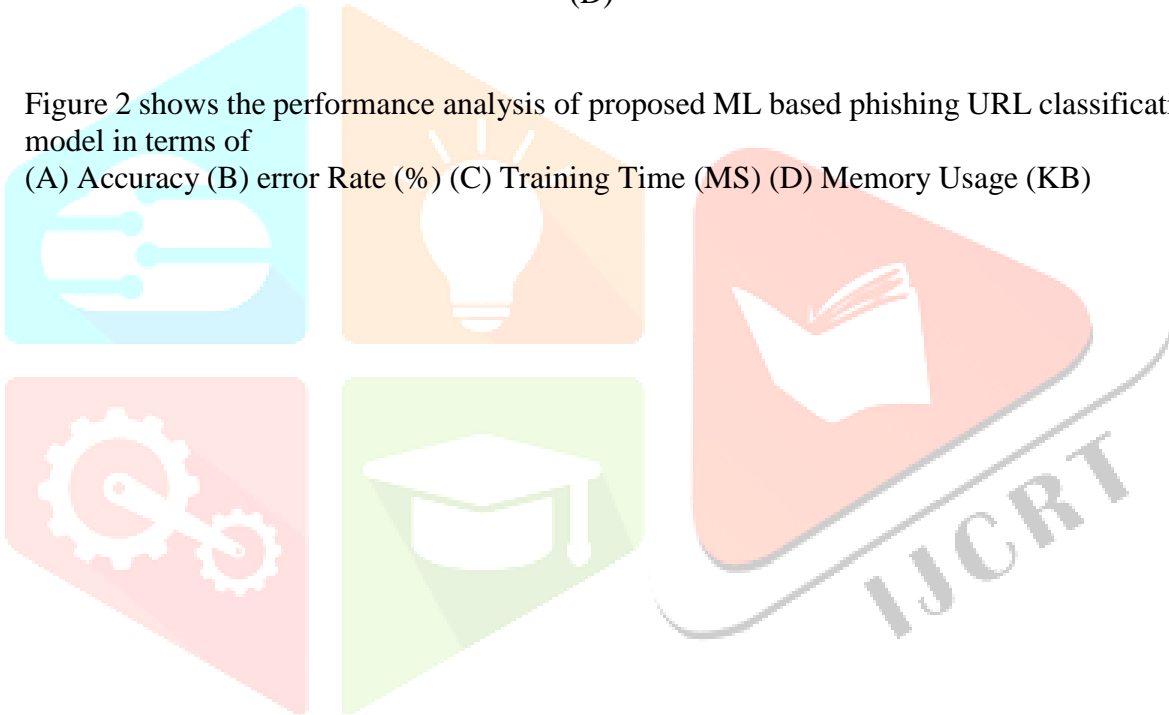 (D)
Figure 2 shows the performance analysis of proposed ML based phishing URL classificati
model in terms of
(A) Accuracy (B) error Rate (%) (C) Training Time (MS) (D) Memory Usage (KB)
IJCRT